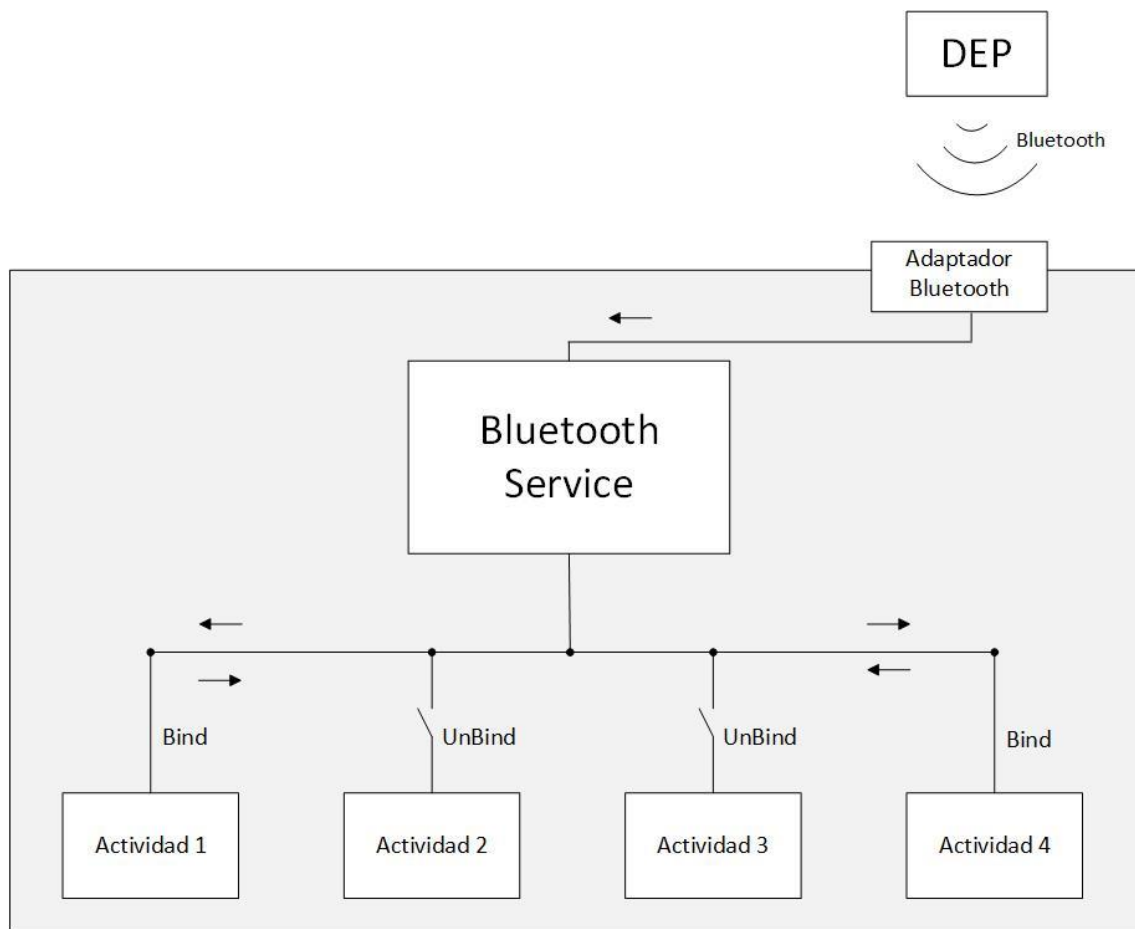 DEP
Bluetooth
Adaptador
Bluetooth
Bluetooth
Service
Bind
UnBind
UnBind
Bind
Actividad 1
Actividad 2
Actividad 3
Actividad 4